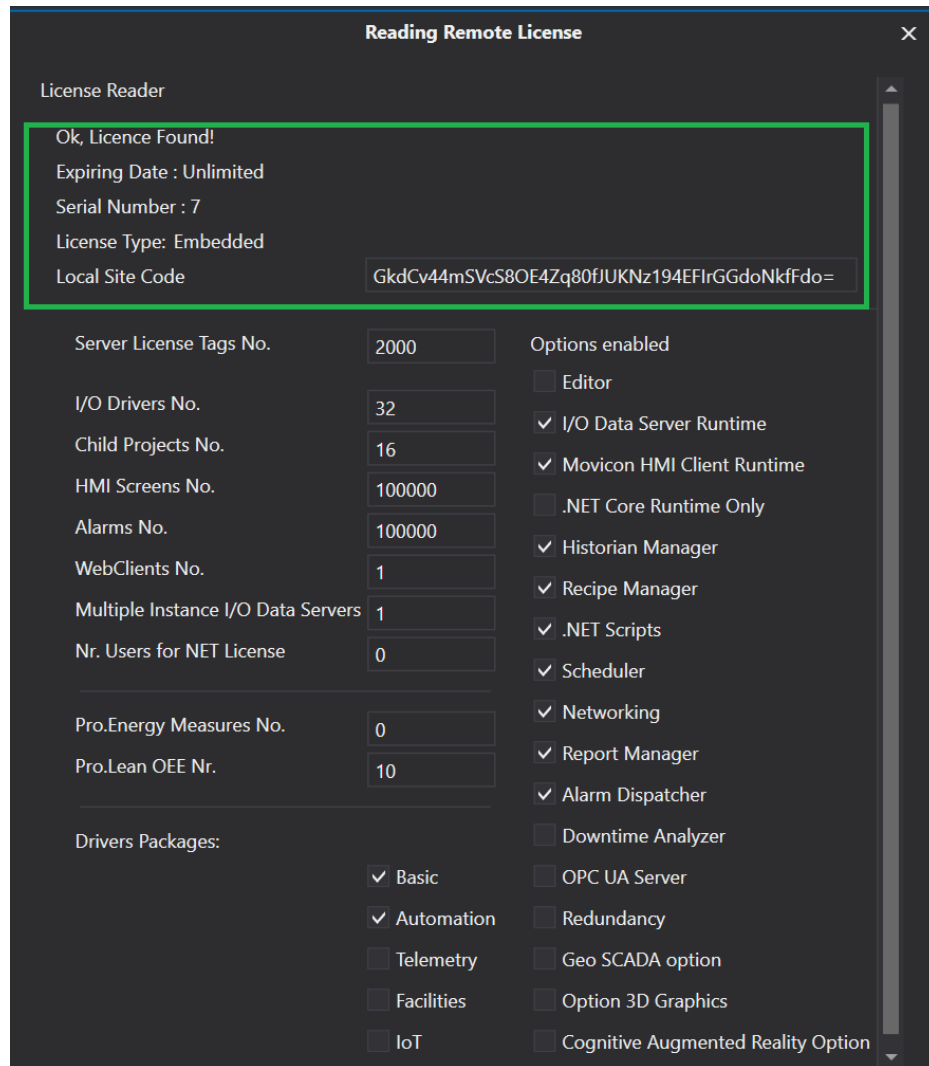 Reading Remote License
License Reader
Ok, Licence Found!
Expiring Date : Unlimited
Serial Number : 7
License Type: Embedded
Local Site Code GkdCv44mSVcS8OE4Zq80fJUKNz194EFIrGGdoNkfFdo=
Server License Tags No. 2000
I/O Drivers No. 32
Child Projects No. 16
HMI Screens No. 100000
Alarms No. 100000
WebClients No. 1
Multiple Instance I/O Data Servers 1
Nr. Users for NET License 0
Pro.Energy Measures No. 0
Pro.Lean OEE Nr. 10
Drivers Packages:
Basic
Automation
Telemetry
Facilities
IoT
Options enabled
Editor
I/O Data Server Runtime
Movicon HMI Client Runtime
.NET Core Runtime Only
Historian Manager
Recipe Manager
.NET Scripts
Scheduler
Networking
Report Manager
Alarm Dispatcher
Downtime Analyzer
OPC UA Server
Redundancy
Geo SCADA option
Option 3D Graphics
Cognitive Augmented Reality Option